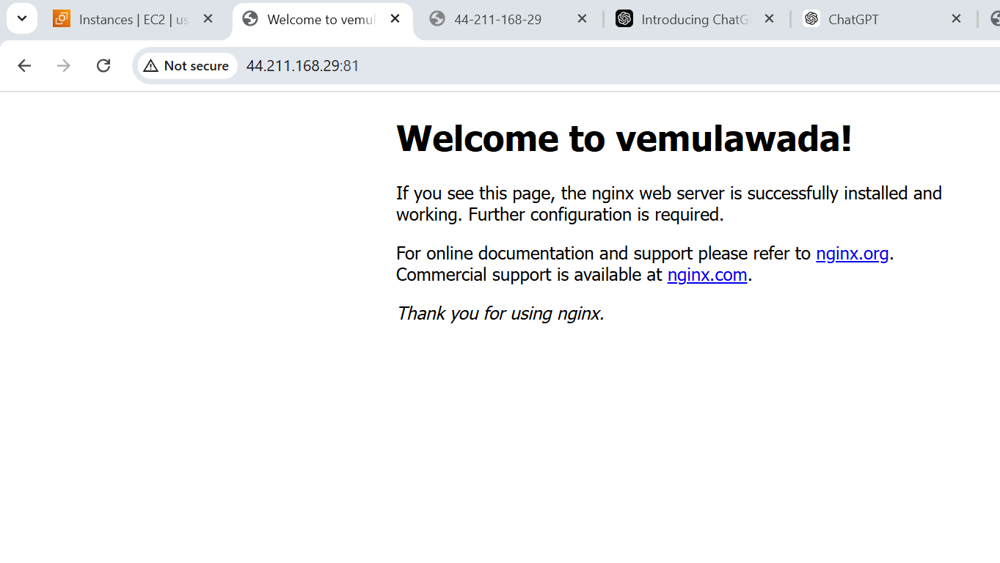 Instances | EC2 | us
Welcome to vemul
44-211-168-29
Introducing ChatG
ChatGPT
Not secure
44.211.168.29:81
Welcome to vemulawada!
If you see this page, the nginx web server is successfully installed and
working. Further configuration is required.
For online documentation and support please refer to nginx.org.
Commercial support is available at nginx.com.
Thank you for using nginx.